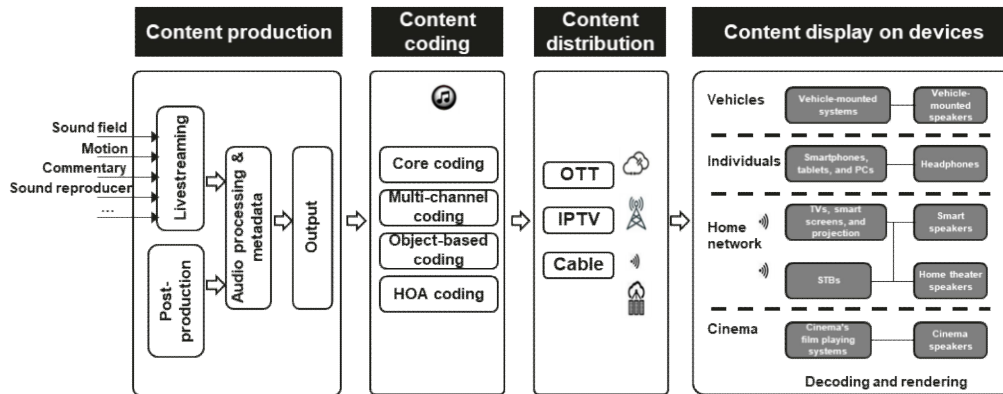 Content production
Content
coding
Content
distribution
Content display on devices
Sound field
Motion
Commentary
Sound reproducer
...
Livestreaming
Post-
production
Audio processing &
metadata
Output
Core coding
Multi-channel
coding
Object-based
coding
HOA coding
OTT
IPTV
Cable
Vehicles
Vehicle-mounted
systems
Vehicle-
mounted
speakers
Individuals
Smartphones,
tablets, and PCs
Headphones
Home
network
TVs, smart
screens, and
projection
Smart
speakers
STBs
Home theater
speakers
Cinema
Cinema's
film playing
systems
Cinema
speakers
Decoding and rendering